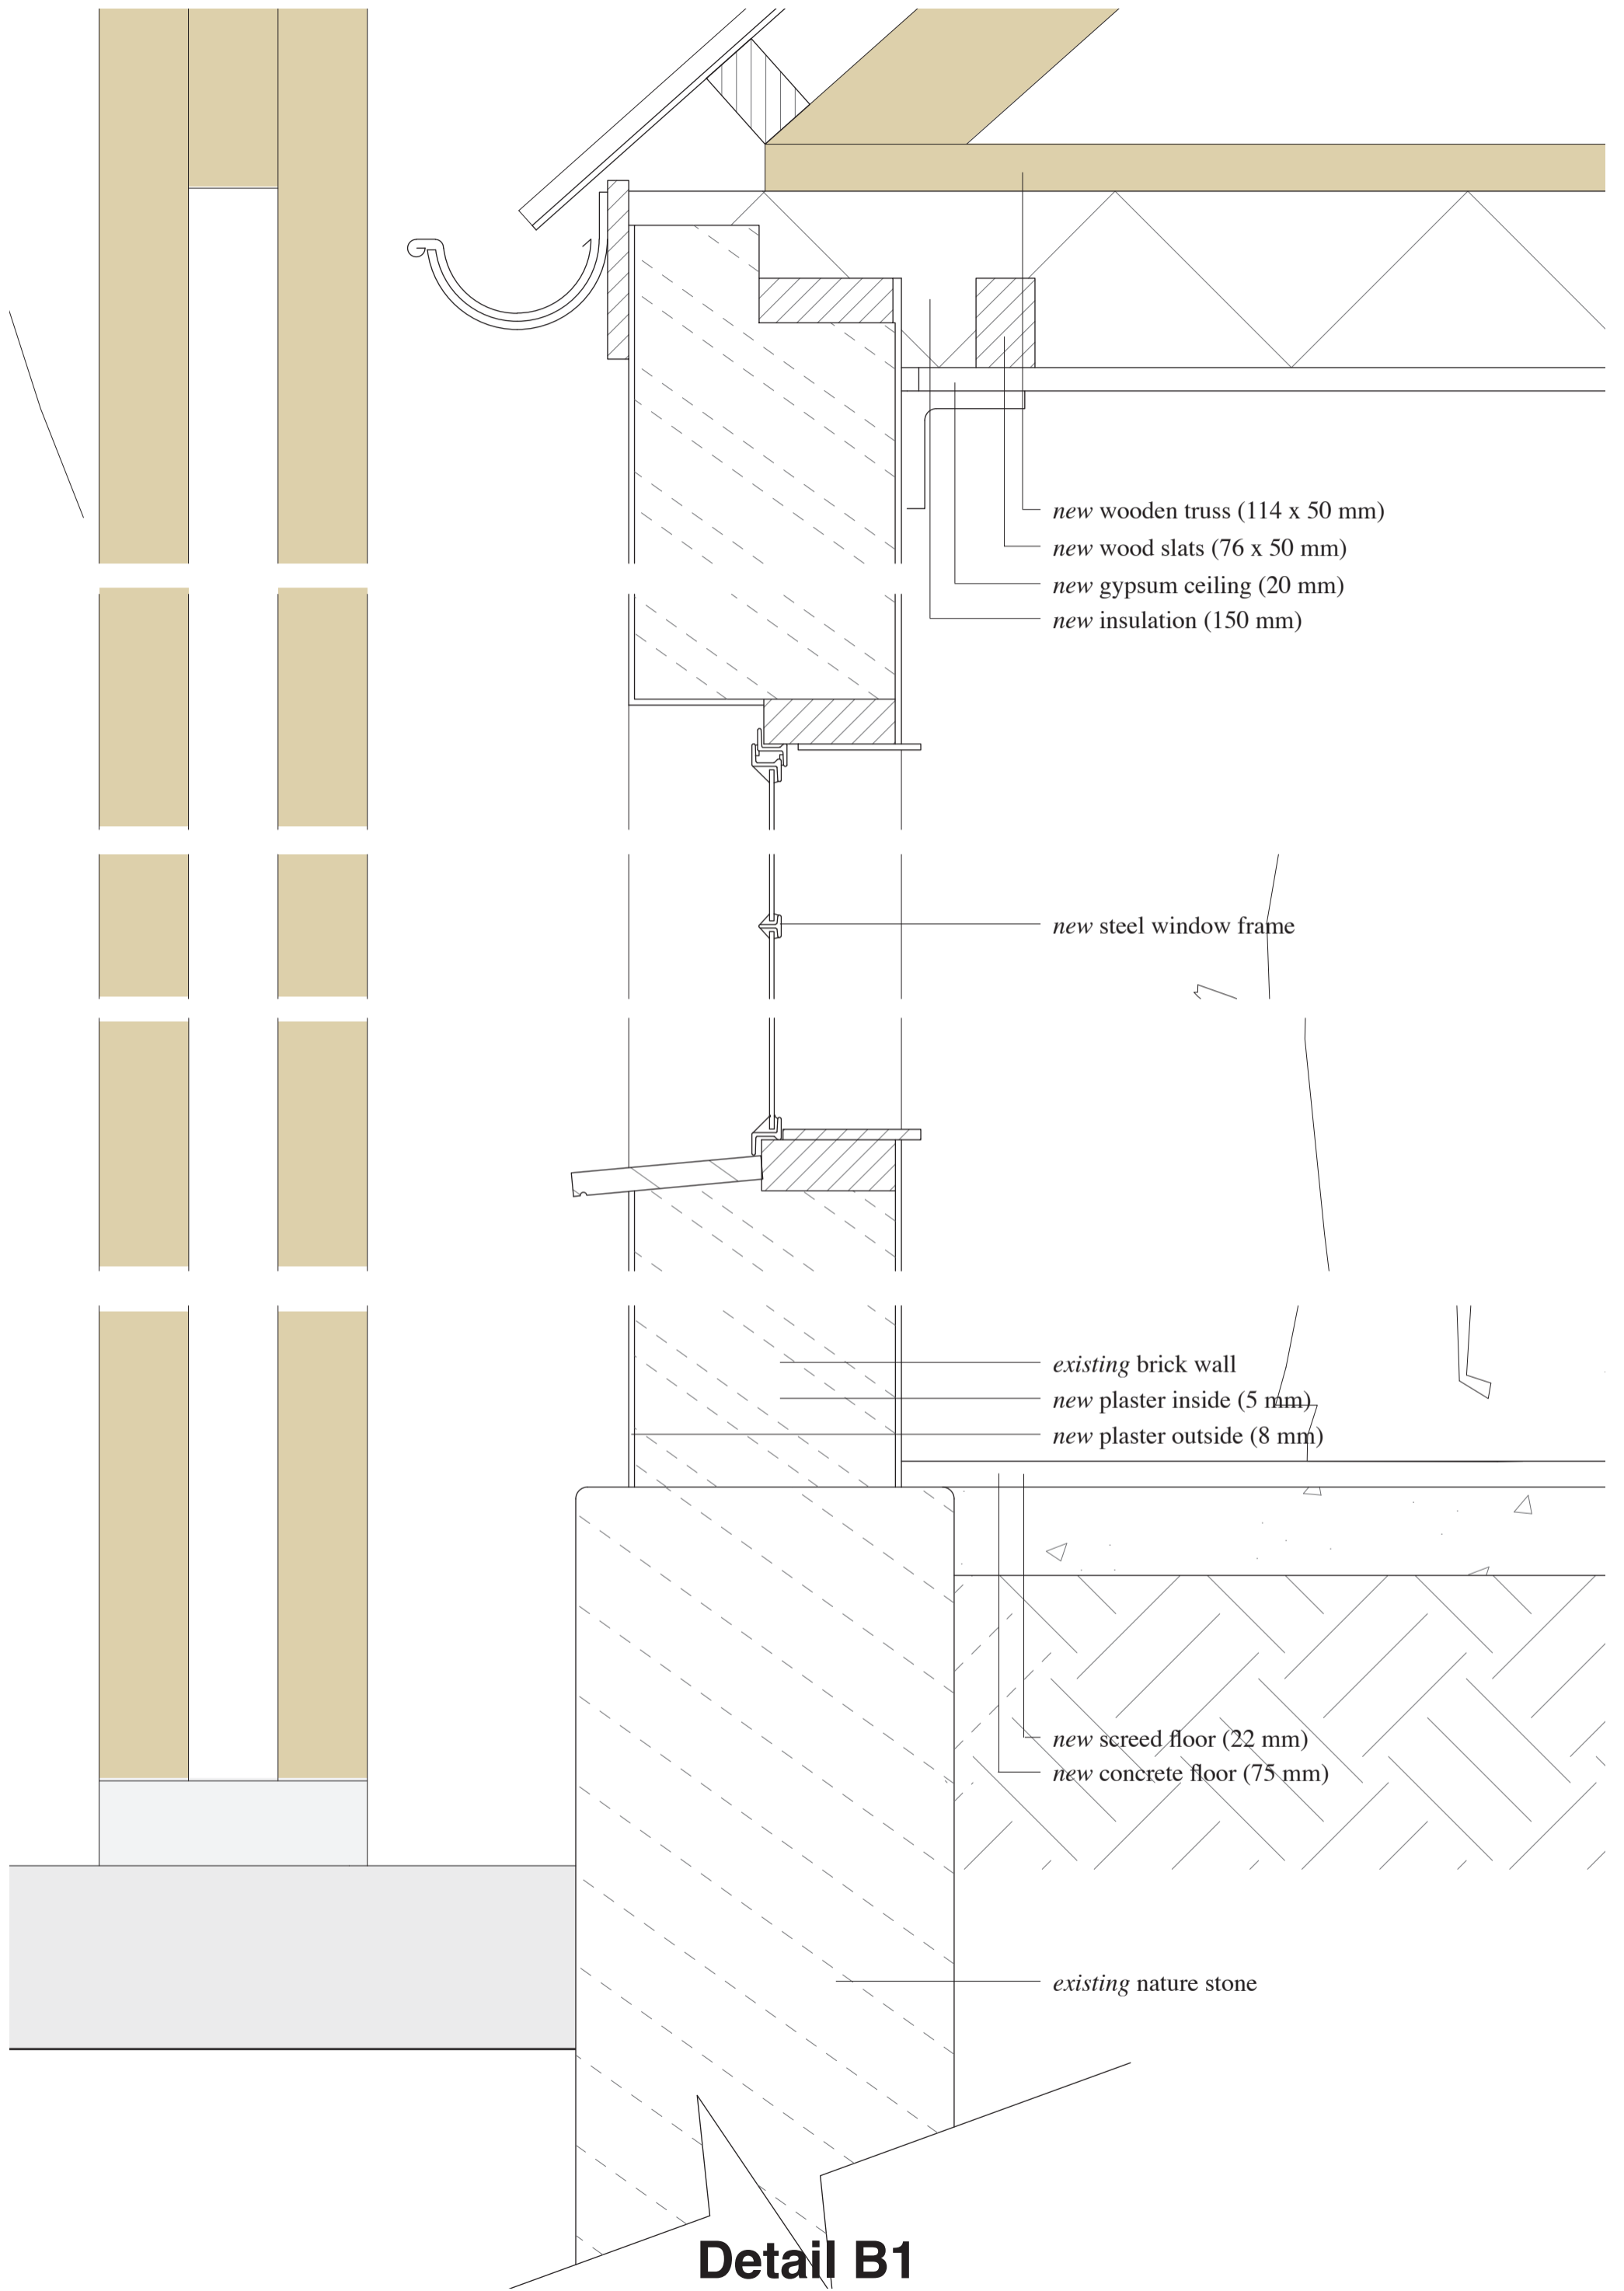 new wooden truss (114 x 50 mm)
new wood slats (76 x 50 mm)
new gypsum ceiling (20 mm)
new insulation (150 mm)
new steel window frame
existing brick wall
new plaster inside (5 mm)
new plaster outside (8 mm)
new screed floor (22 mm)
new concrete floor (75 mm)
existing nature stone
Detail B1